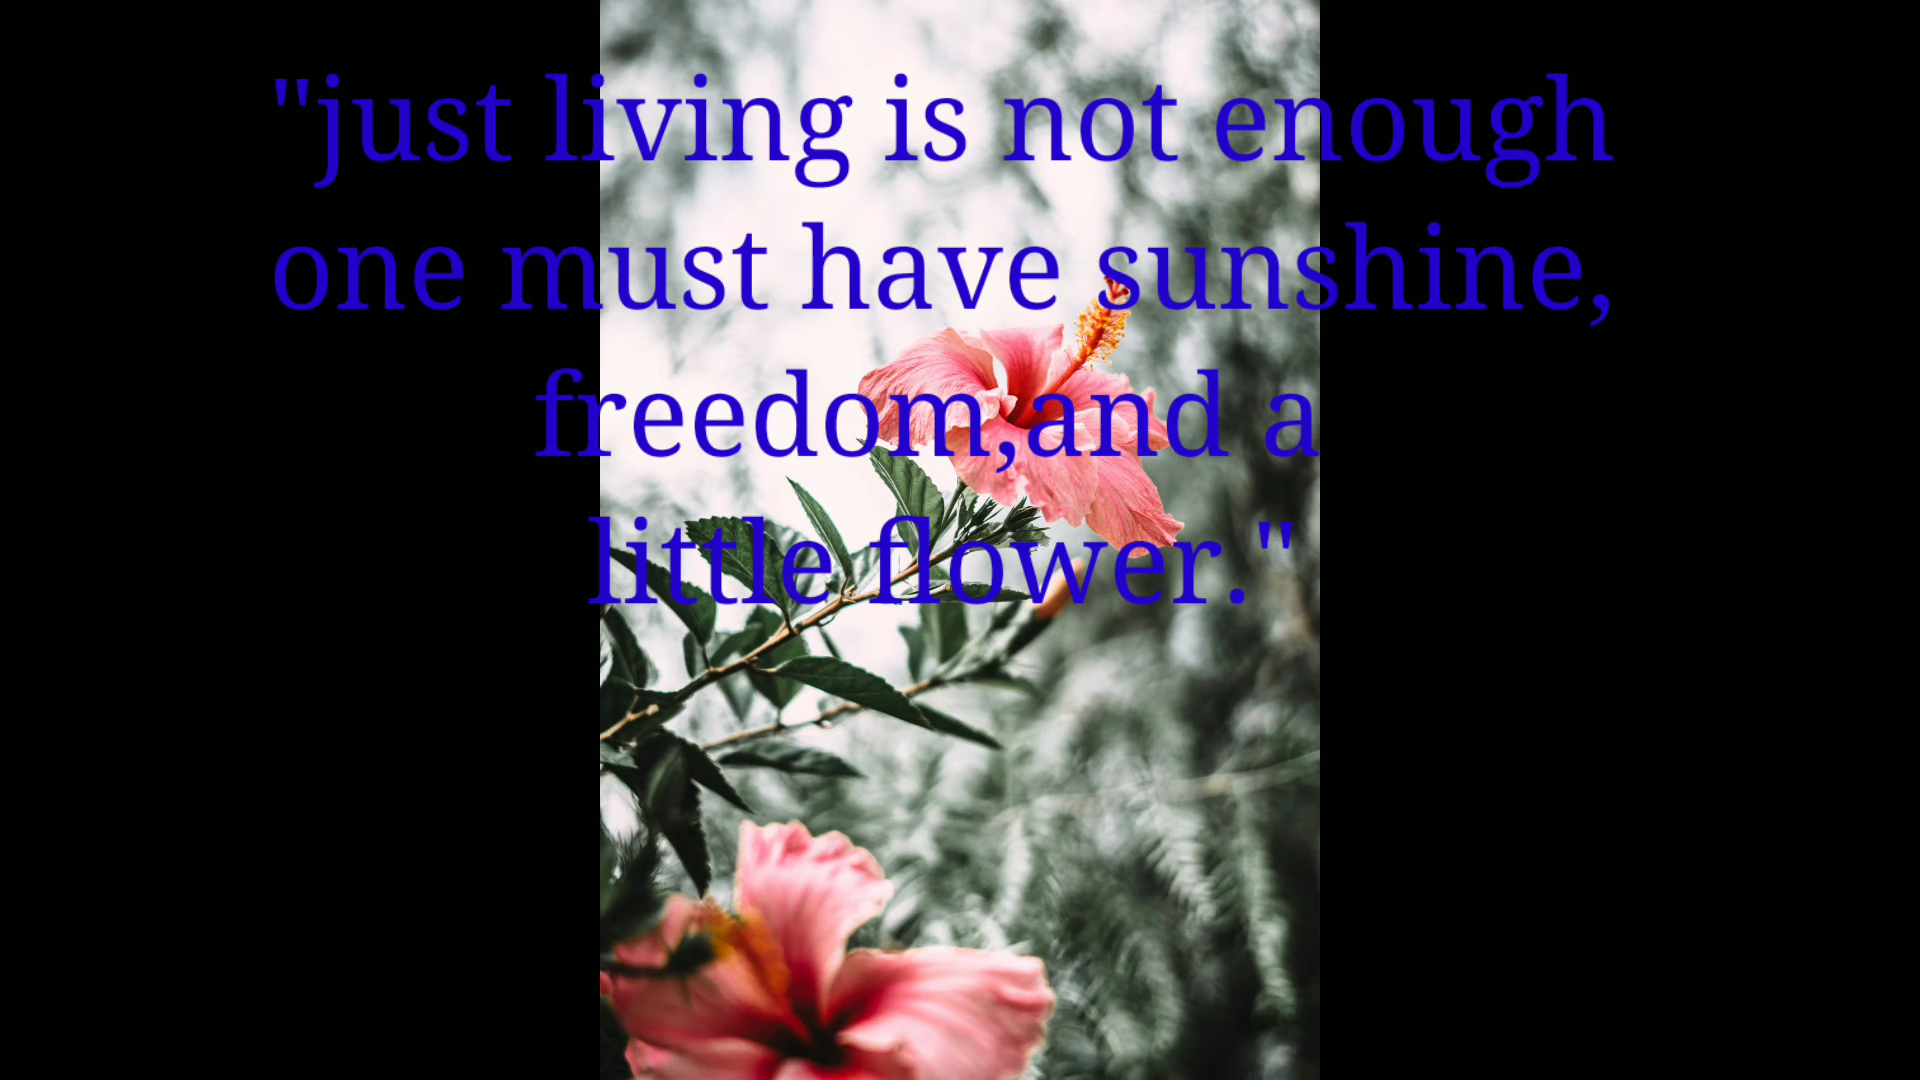 "just living is not enough
one must have sunshine,
freedom,and a
little flower."